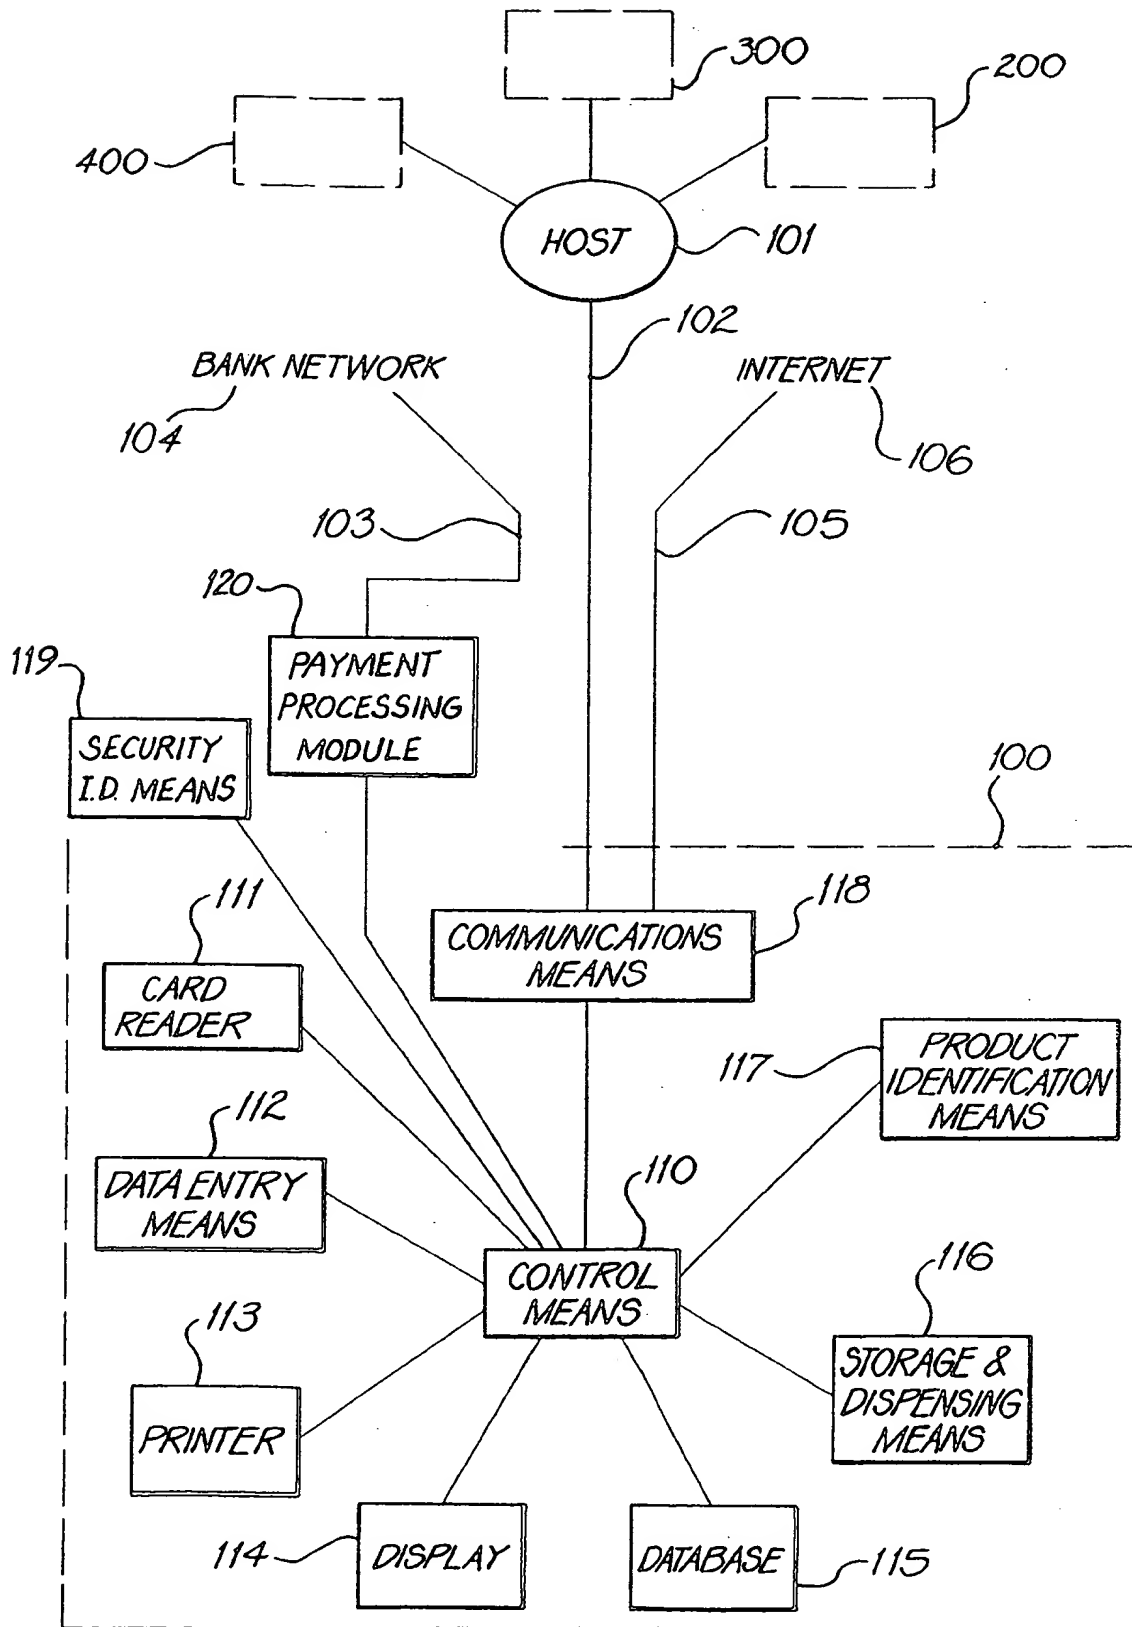 300
200
400
HOST
101
102
BANK NETWORK
INTERNET
104
106
103
105
120
PAYMENT
PROCESSING
MODULE
119
SECURITY
I.D. MEANS
100
111
118
CARD
READER
COMMUNICATIONS
MEANS
117
PRODUCT
IDENTIFICATION
MEANS
112
DATA ENTRY
MEANS
110
CONTROL
MEANS
116
STORAGE &
DISPENSING
MEANS
113
PRINTER
114
DISPLAY
DATABASE
115